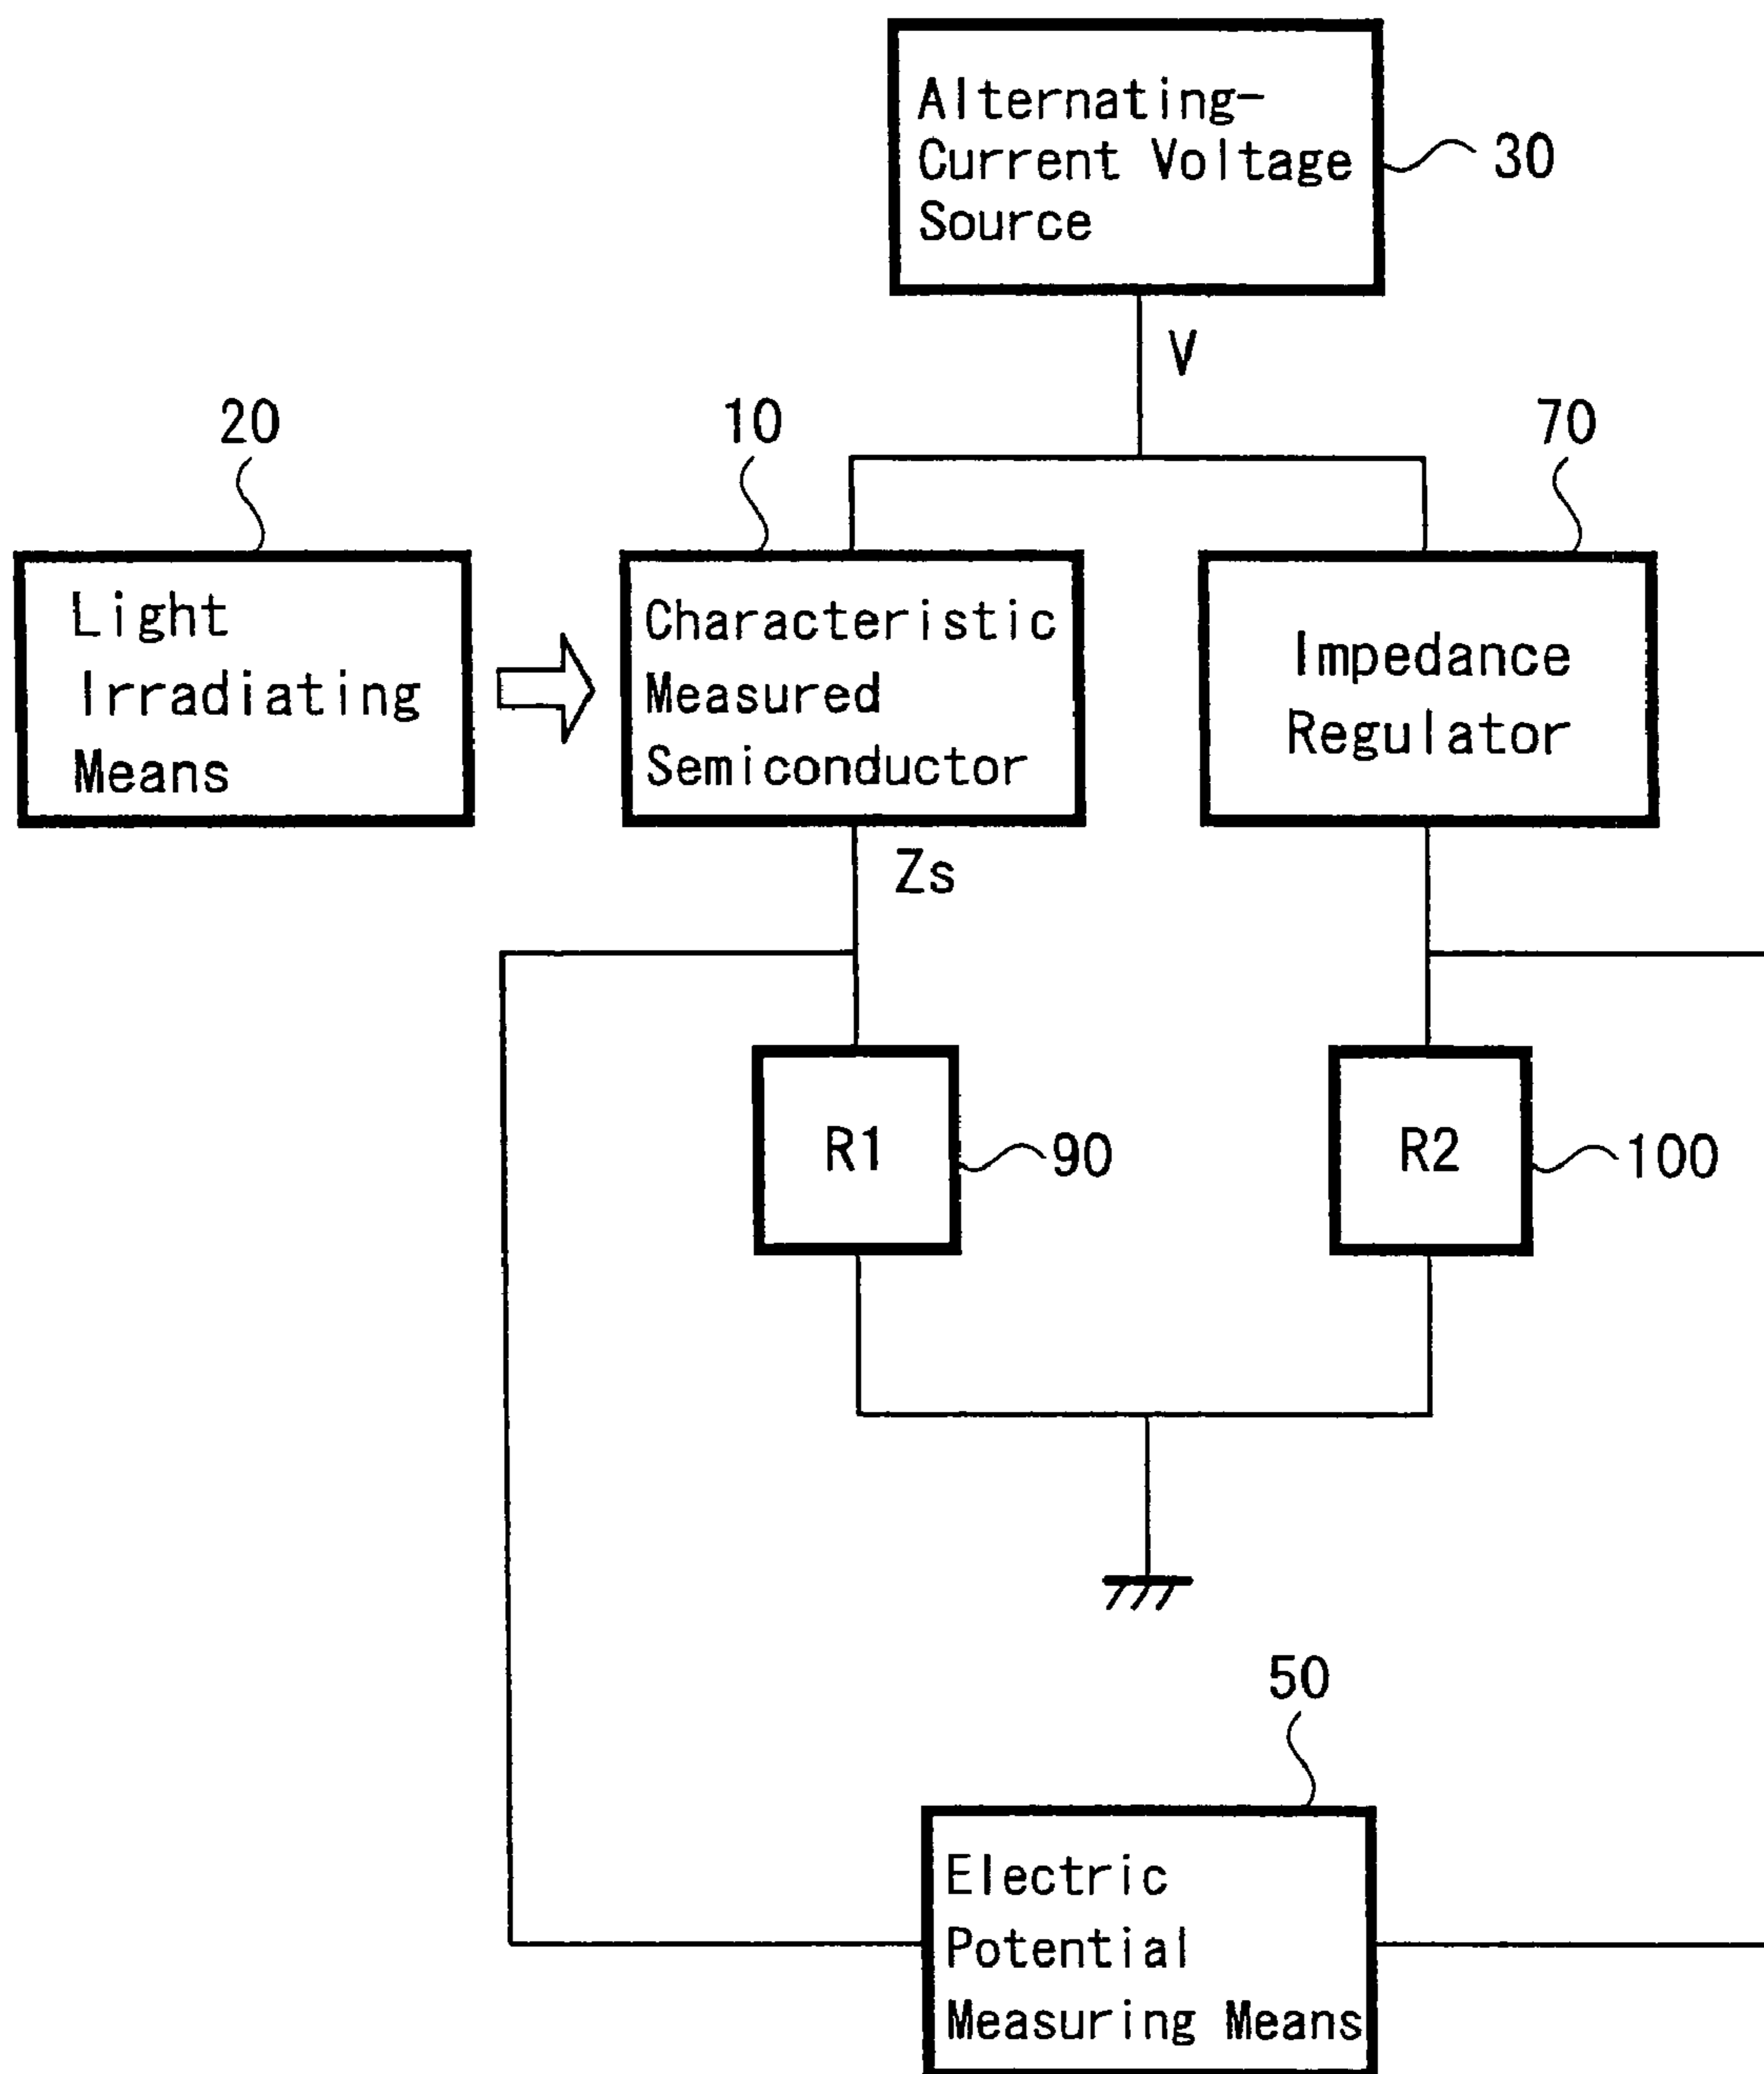 Alternating-
Current Voltage
Source
30
V
20
10
70
Light
Irradiating
Means
Characteristic
Measured
Semiconductor
Impedance
Regulator
Zs
R1
90
R2
100
50
Electric
Potential
Measuring Means